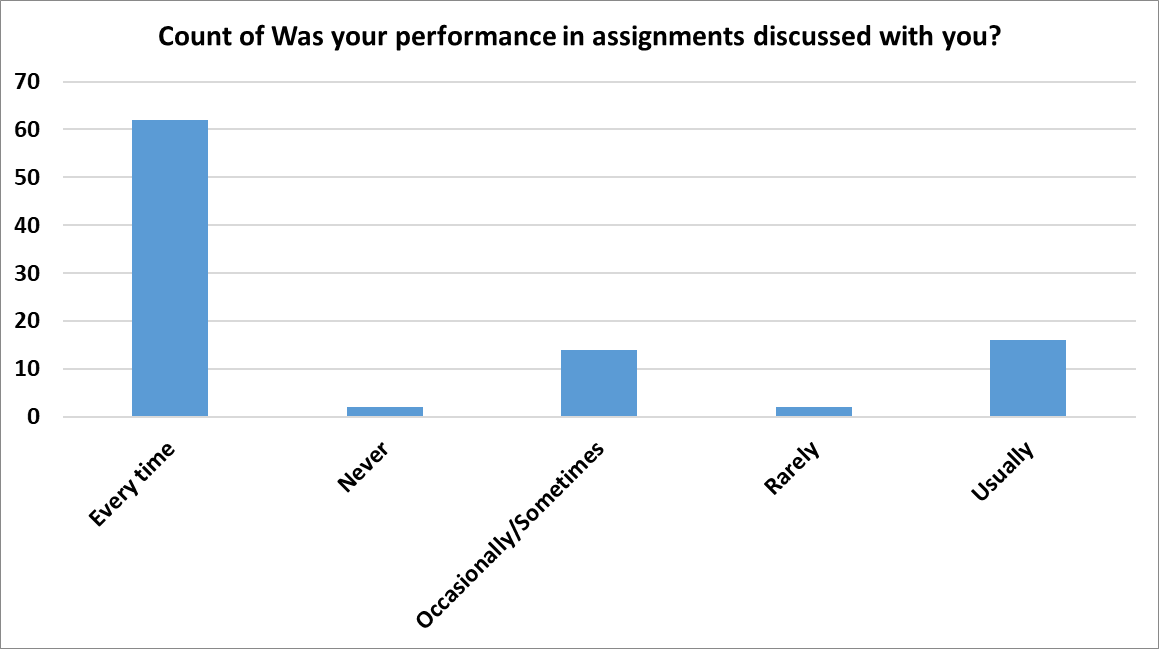 Count of Was your performance in assignments discussed with you?
70
60
50
40
30
20
10
0
Every time
Never
Occasionally/Sometimes
Rarely
Usually